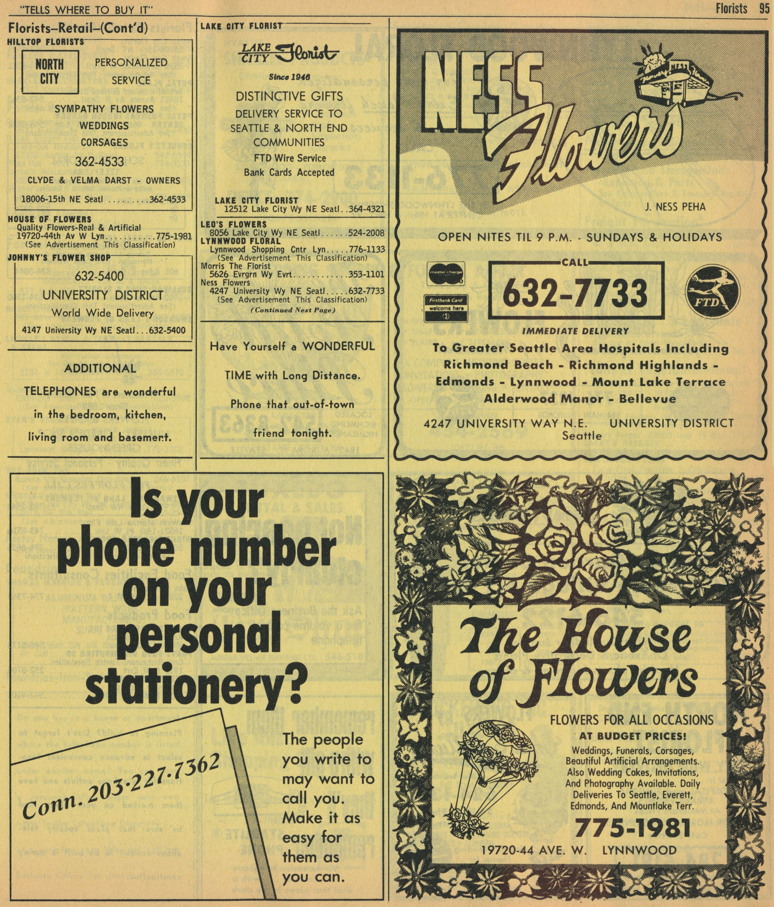 "TELLS WHERE TO BUY IT"
Florists 95
Florists–Retail–(Cont'd)
HILLTOP FLORISTS
NORTH
CITY
PERSONALIZED
SERVICE
SYMPATHY FLOWERS
WEDDINGS
CORSAGES
362-4533
CLYDE & VELMA DARST - OWNERS
18006-15th NE Seatl ..........362-4533
HOUSE OF FLOWERS
Quality Flowers-Real & Artificial
19720-44th Av W Lyn..........775-1981
(See Advertisement This Classification)
JOHNNY'S FLOWER SHOP
632-5400
UNIVERSITY DISTRICT
World Wide Delivery
4147 University Wy NE Seatl...632-5400
ADDITIONAL
TELEPHONES are wonderful
in the bedroom, kitchen,
living room and basement.
LAKE CITY FLORIST
LAKE
CITY Florist
Since 1946
DISTINCTIVE GIFTS
DELIVERY SERVICE TO
SEATTLE & NORTH END
COMMUNITIES
FTD Wire Service
Bank Cards Accepted
LAKE CITY FLORIST
12512 Lake City Wy NE Seatl..364-4321
LEO'S FLOWERS
8056 Lake City Wy NE Seatl.....524-2008
LYNNWOOD FLORAL
Lynnwood Shopping Cntr Lyn....776-1133
(See Advertisement This Classification)
Morris The Florist
5626 Evrgrn Wy Evrt...........353-1101
Ness Flowers
4247 University Wy NE Seatl.....632-7733
(See Advertisement This Classification)
(Continued Next Page)
Have Yourself a WONDERFUL
TIME with Long Distance.
Phone that out-of-town
friend tonight.
NESS
Flowers
J. NESS PEHA
OPEN NITES TIL 9 P.M. - SUNDAYS & HOLIDAYS
CALL
632-7733
master charge
Firstbank Card
welcome here
FTD
IMMEDIATE DELIVERY
To Greater Seattle Area Hospitals Including
Richmond Beach - Richmond Highlands -
Edmonds - Lynnwood - Mount Lake Terrace
Alderwood Manor - Bellevue
4247 UNIVERSITY WAY N.E. UNIVERSITY DISTRICT
Seattle
Is your
phone number
on your
personal
stationery?
Conn. 203·227·7362
The people
you write to
may want to
call you.
Make it as
easy for
them as
you can.
The House
of Flowers
FLOWERS FOR ALL OCCASIONS
AT BUDGET PRICES!
Weddings, Funerals, Corsages,
Beautiful Artificial Arrangements.
Also Wedding Cakes, Invitations,
And Photography Available. Daily
Deliveries To Seattle, Everett,
Edmonds, And Mountlake Terr.
775-1981
19720-44 AVE. W. LYNNWOOD